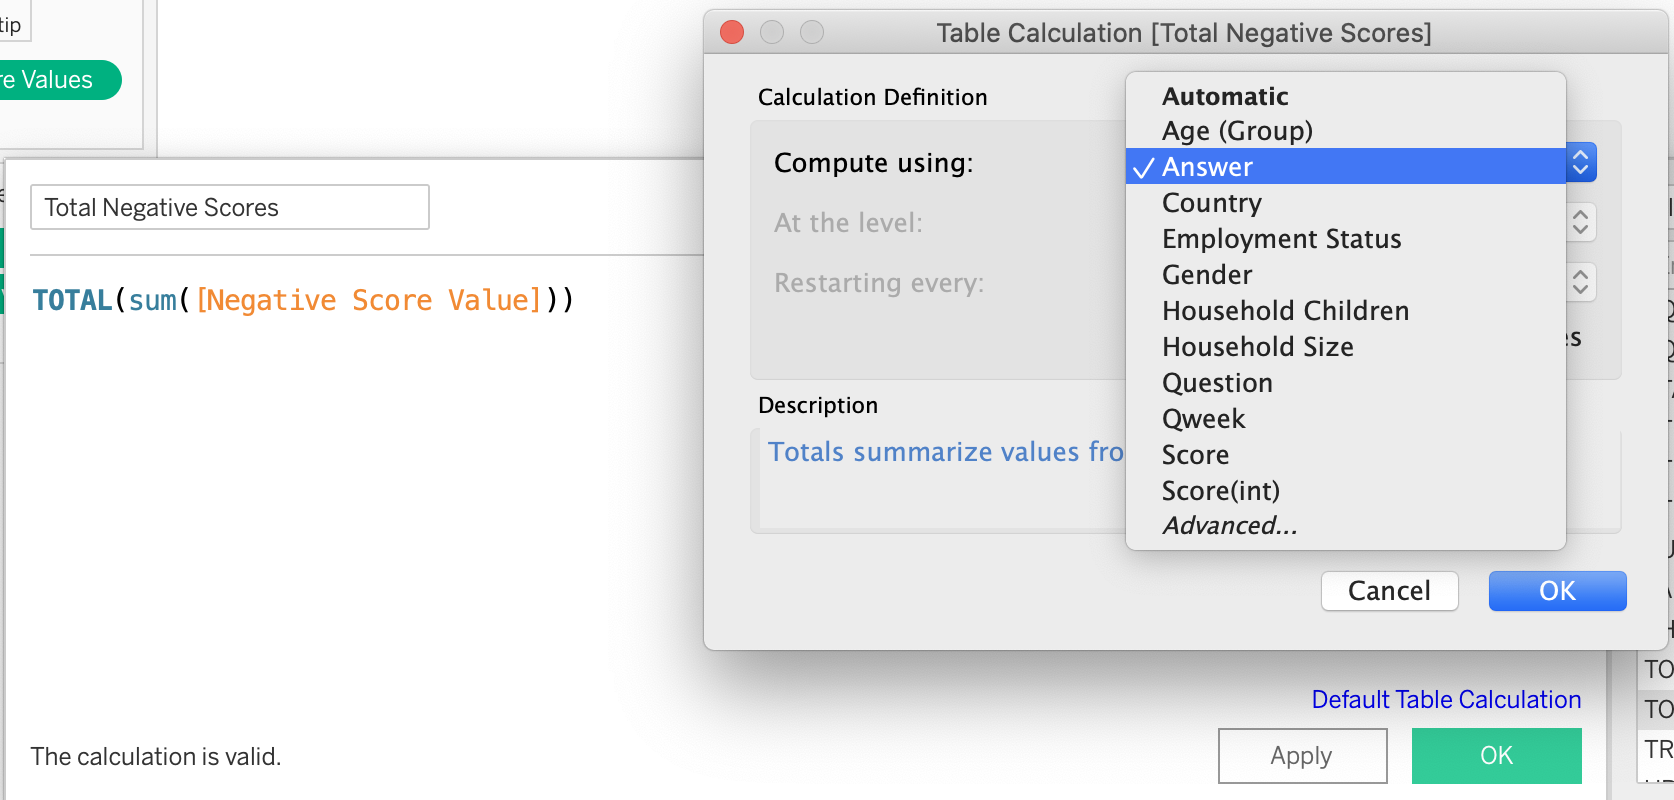 tip
Values
Total Negative Scores
TOTAL(sum([Negative Score Value]))
The calculation is valid.
Default Table Calculation
Apply
OK
Table Calculation [Total Negative Scores]
Calculation Definition
Compute using:
At the level:
Restarting every:
Automatic
Age (Group)
Answer
Country
Employment Status
Gender
Household Children
Household Size
Question
Qweek
Score
Score(int)
Advanced...
Description
Totals summarize values fro
Cancel
OK
TO
TO
TR